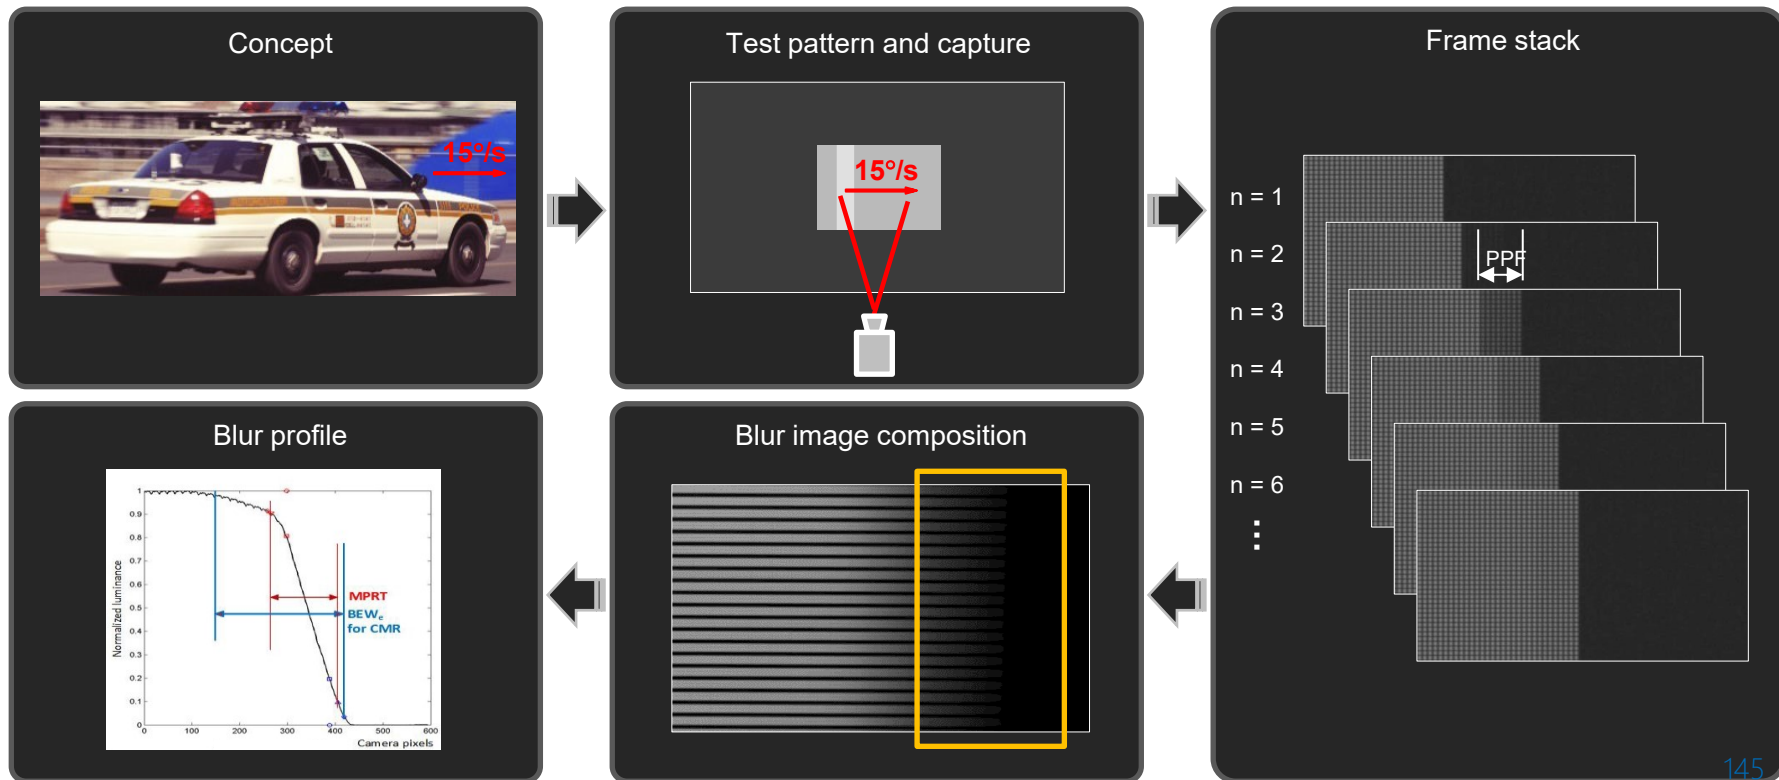 Concept
15°/s
Test pattern and capture
15°/s
Frame stack
n = 1
n = 2
PPF
n = 3
n = 4
n = 5
n = 6
⋮
Blur image composition
Blur profile
Normalized luminance
1
0.9
0.8
0.7
0.6
0.5
0.4
0.3
0.2
0.1
0
MPRT
BEWe
for CMR
0 100 200 300 400 500 600
Camera pixels
145